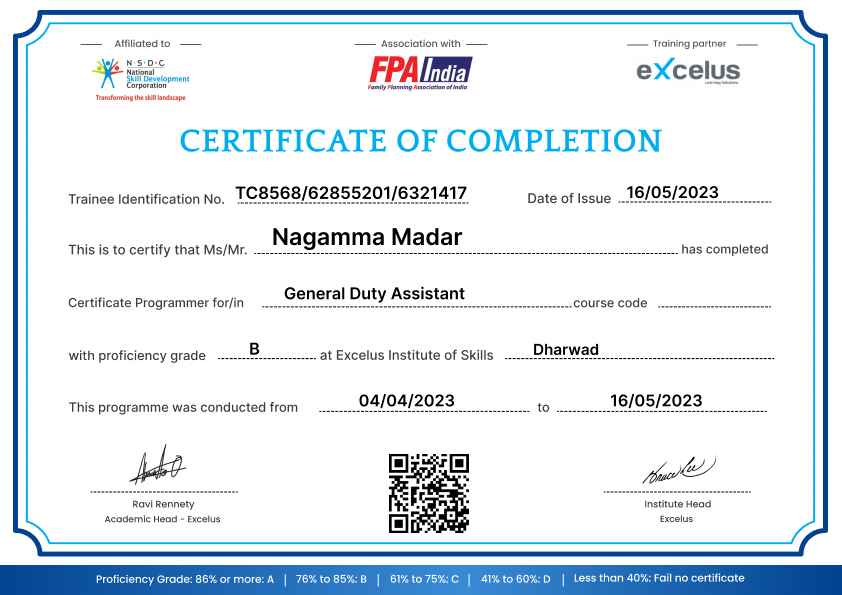 Affiliated to
Association with
Training partner
N·S·D·C
National
Skill Development
Corporation
Transforming the skill landscape
FPA India
Family Planning Association of India
eXcelus
Learning Solutions
CERTIFICATE OF COMPLETION
Trainee Identification No. TC8568/62855201/6321417 Date of Issue 16/05/2023
This is to certify that Ms/Mr. Nagamma Madar has completed
Certificate Programmer for/in General Duty Assistant course code
with proficiency grade B at Excelus Institute of Skills Dharwad
This programme was conducted from 04/04/2023 to 16/05/2023
Ravi Rennety
Academic Head - Excelus
Institute Head
Excelus
Proficiency Grade: 86% or more: A | 76% to 85%: B | 61% to 75%: C | 41% to 60%: D | Less than 40%: Fail no certificate